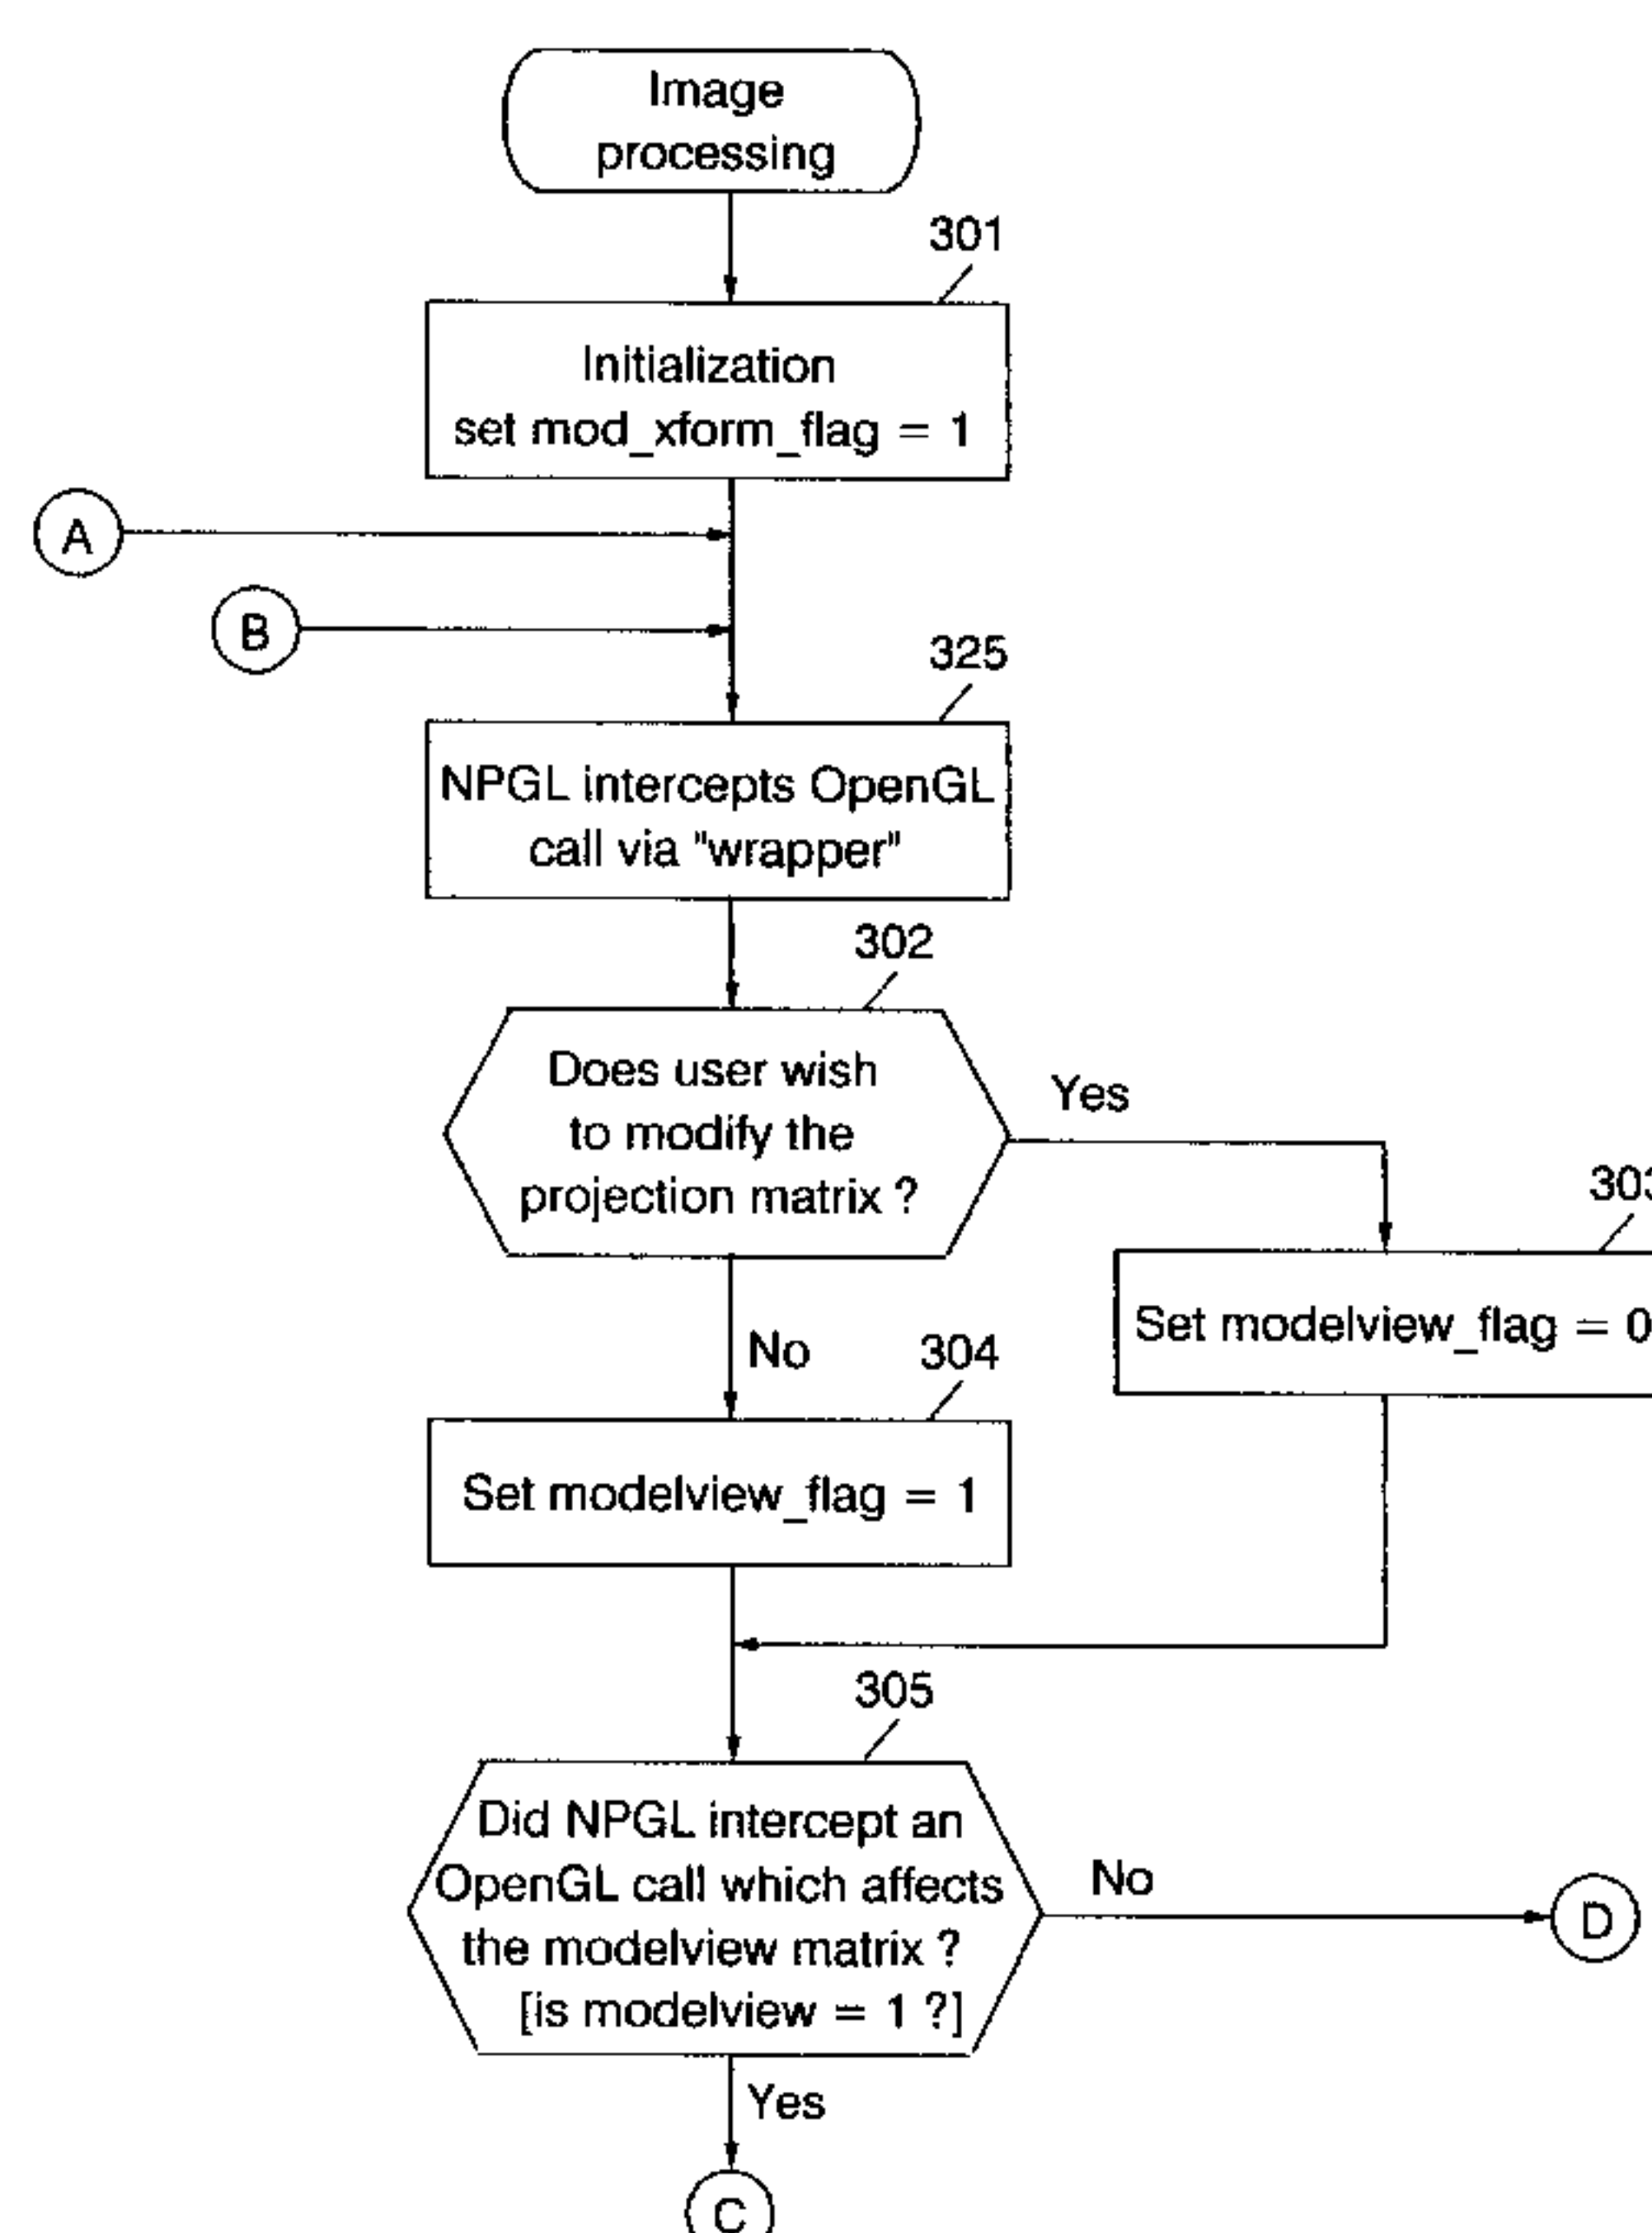 Image
processing
301
Initialization
set mod_xform_flag = 1
A
B
325
NPGL intercepts OpenGL
call via "wrapper"
302
Does user wish
to modify the
projection matrix ?
Yes
303
Set modelview_flag = 0
No
304
Set modelview_flag = 1
305
Did NPGL intercept an
OpenGL call which affects
the modelview matrix ?
[is modelview = 1 ?]
No
D
Yes
C